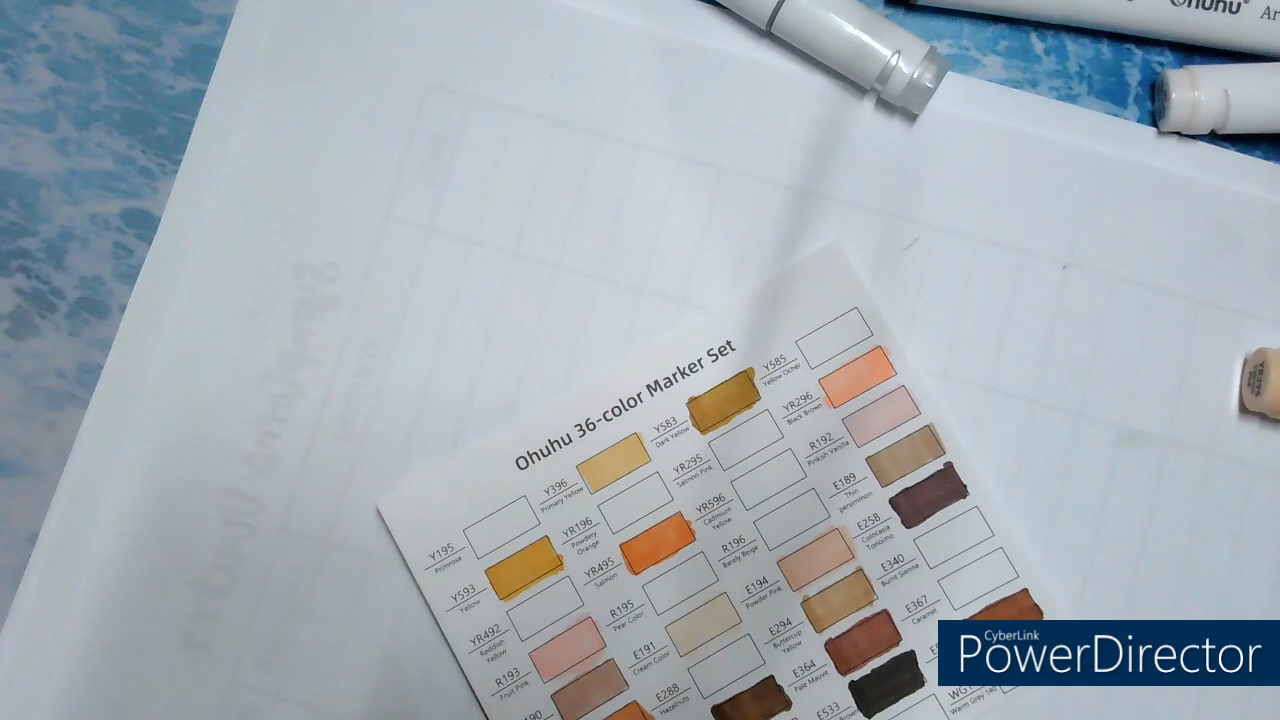 Ohuhu
Ohuhu 36-color Marker Set
Y195
Primrose
Y396
Primary Yellow
Y583
Dark Yellow
Y585
Yellow Ocher
Y593
Yellow
YR196
Powdery
Orange
YR295
Salmon Pink
YR296
Black Brown
YR492
Reddish
Yellow
YR495
Salmon
YR596
Cadmium
Yellow
R192
Pinkish Vanilla
R193
Fruit Pink
R195
Pear Color
R196
Barely Beige
E189
Thin
persimmon
E191
Cream Color
E194
Powder Pink
E258
Colocasia
Tonoimo
E288
Hazelnuts
E294
Buttercup
Yellow
E340
Burnt Sienna
E364
Pale Mauve
E367
Caramel
E533
CyberLink
PowerDirector